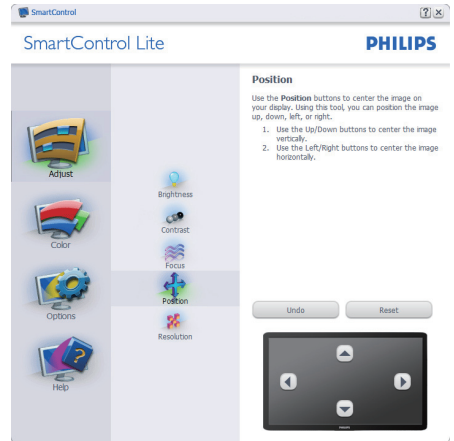 SmartControl
SmartControl Lite
PHILIPS
Adjust
Color
Options
Help
Brightness
Contrast
Focus
Position
Resolution
Position
Use the Position buttons to center the image on
your display. Using this tool, you can position the image
up, down, left, or right.
1. Use the Up/Down buttons to center the image
vertically.
2. Use the Left/Right buttons to center the image
horizontally.
Undo
Reset
PHILIPS